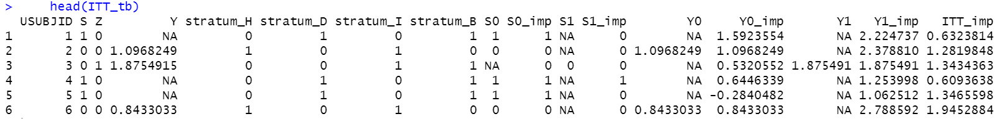 > head(ITT_tb)
USUBJID S Z Y stratum_H stratum_D stratum_I stratum_B S0 S0_imp S1 S1_imp Y0 Y0_imp Y1 Y1_imp ITT_imp
1 1 1 0 NA 0 1 0 1 1 1 NA 0 NA 1.5923554 NA 2.224737 0.6323814
2 2 0 0 1.0968249 1 0 1 0 0 0 NA 0 1.0968249 1.0968249 NA 2.378810 1.2819848
3 3 0 1 1.8754915 0 0 1 1 NA 0 0 0 NA 0.5320552 1.875491 1.875491 1.3434363
4 4 1 0 NA 0 1 0 1 1 1 NA 1 NA 0.6446339 NA 1.253998 0.6093638
5 5 1 0 NA 0 1 0 1 1 1 NA 0 NA -0.2840482 NA 1.062512 1.3465598
6 6 0 0 0.8433033 1 0 1 0 0 0 NA 0 0.8433033 0.8433033 NA 2.788592 1.9452884